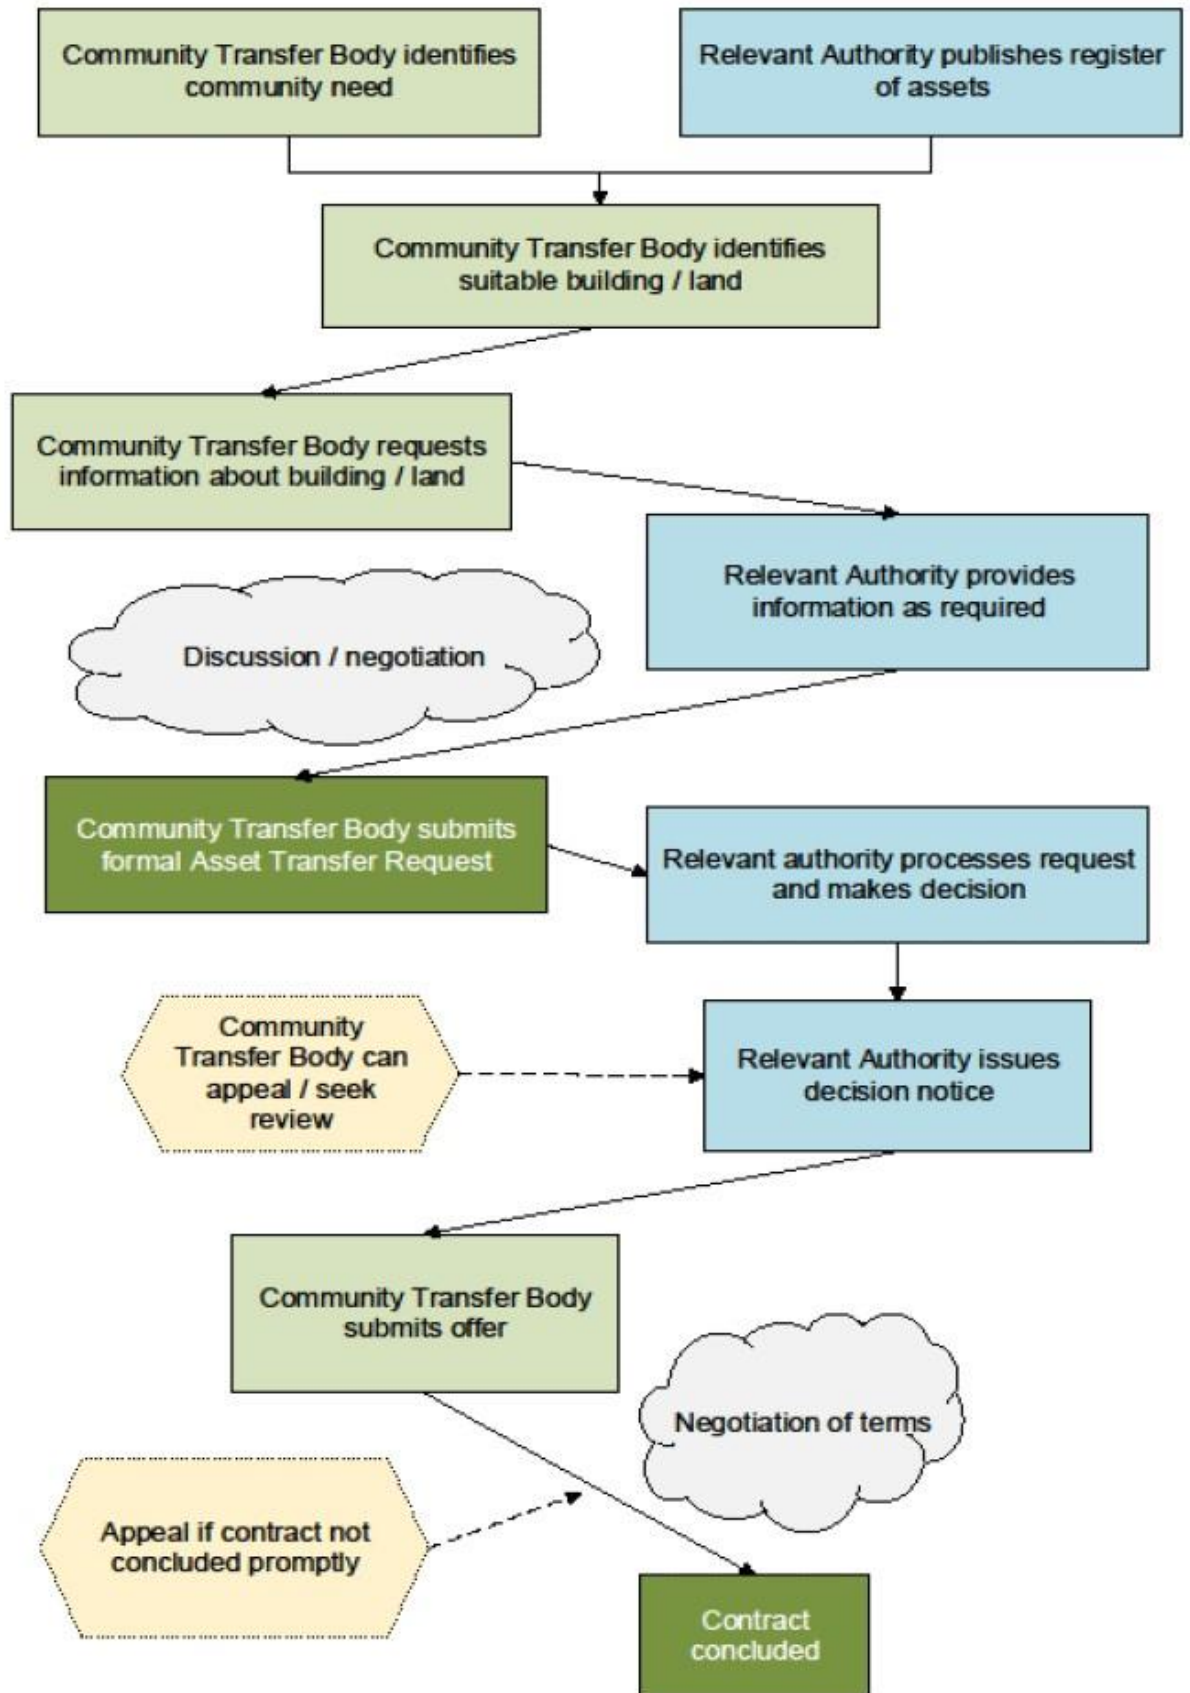 Community Transfer Body identifies
community need
Relevant Authority publishes register
of assets
Community Transfer Body identifies
suitable building / land
Community Transfer Body requests
information about building / land
Relevant Authority provides
information as required
Discussion / negotiation
Community Transfer Body submits
formal Asset Transfer Request
Relevant authority processes request
and makes decision
Community
Transfer Body can
appeal / seek
review
Relevant Authority issues
decision notice
Community Transfer Body
submits offer
Negotiation of terms
Appeal if contract not
concluded promptly
Contract
concluded